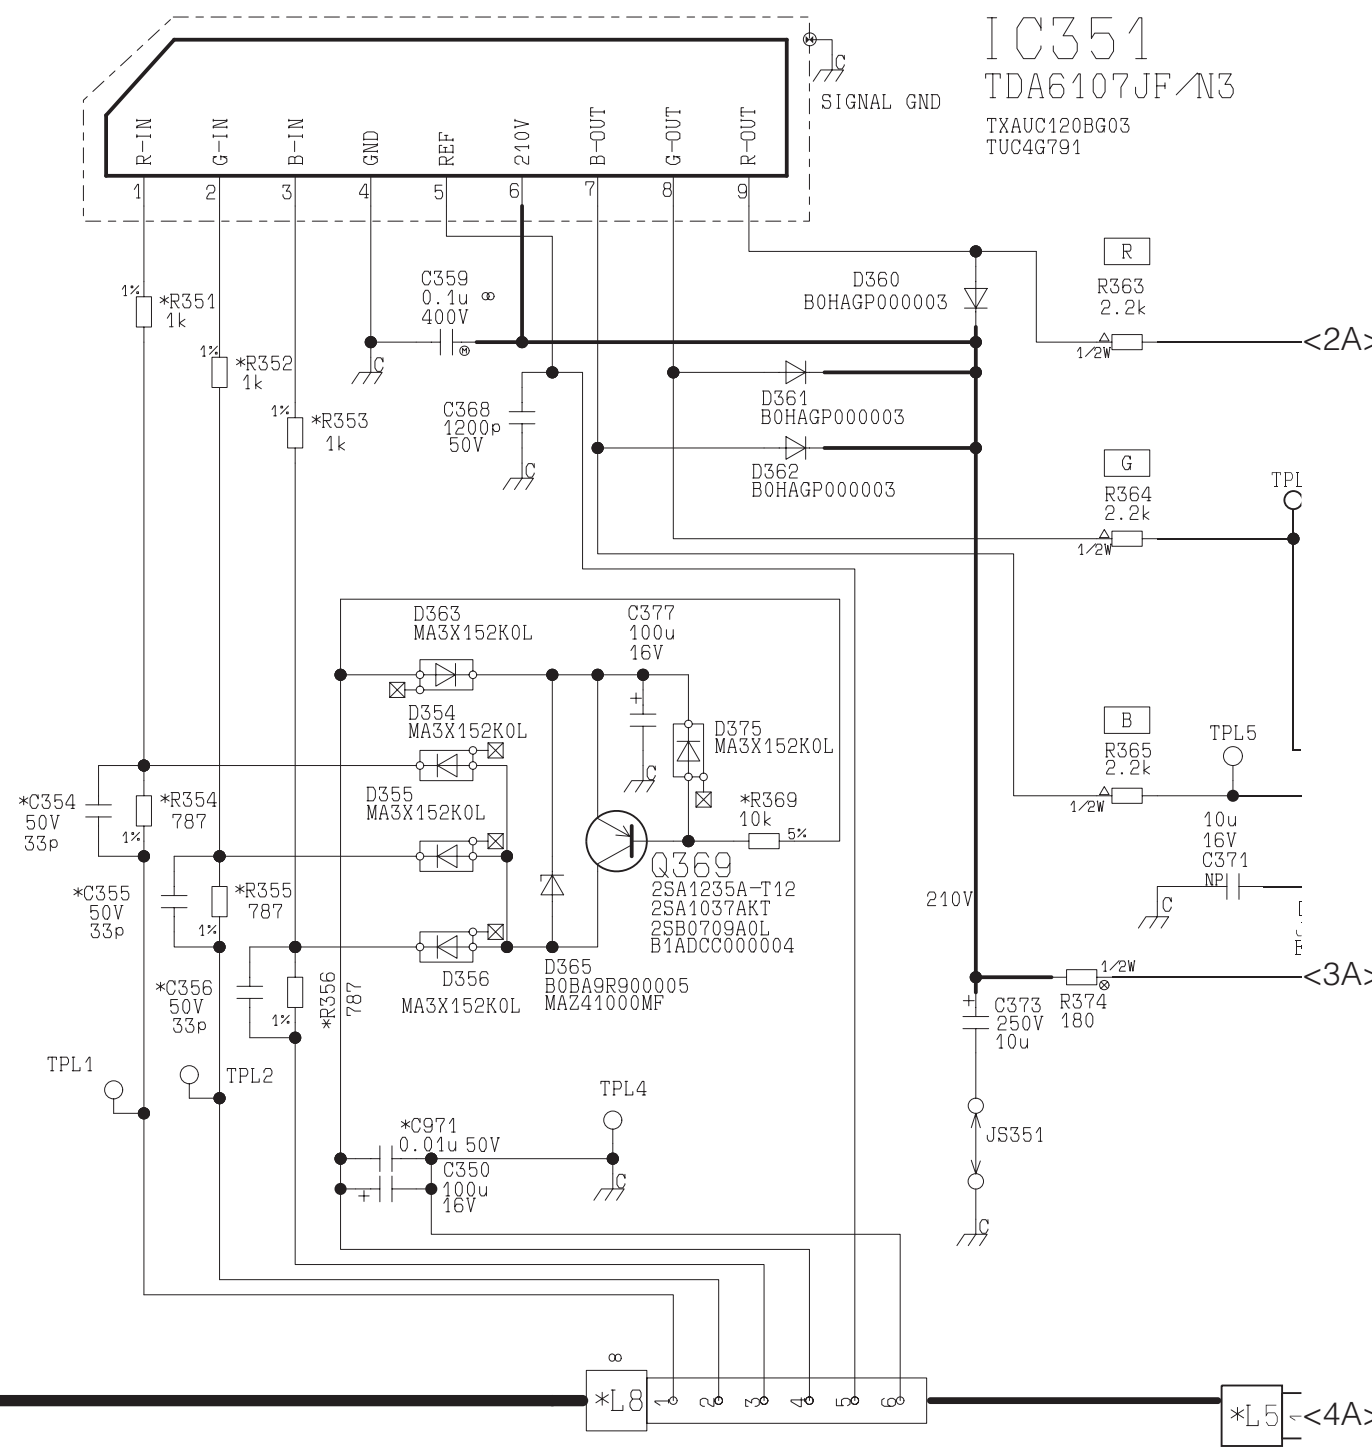 IC351
TDA6107JF/N3
TXAUC120BG03
TUC4G791
C
SIGNAL GND
R-IN
G-IN
B-IN
GND
REF
210V
B-OUT
G-OUT
R-OUT
1 2 3 4 5 6 7 8 9
1% *R351
1k
1% *R352
1k
1% *R353
1k
C359
0.1u
400V
M
C
C368
1200p
50V
C
D360
B0HAGP000003
D361
B0HAGP000003
D362
B0HAGP000003
R
R363
2.2k
1/2W
<2A>
G
R364
2.2k
1/2W
TPL
B
R365
2.2k
1/2W
TPL5
10u
16V
C371
NP
C
D363
MA3X152K0L
C377
100u
16V
+
C
D354
MA3X152K0L
D375
MA3X152K0L
D355
MA3X152K0L
*R369
10k
5%
Q369
2SA1235A-T12
2SA1037AKT
2SB0709A0L
B1ADCC000004
*C354
50V
33p
*R354
787
1%
*C355
50V
33p
*R355
787
1%
*C356
50V
33p
*R356
787
1%
D356
MA3X152K0L
D365
B0BA9R900005
MAZ41000MF
210V
1/2W
R374
180
<3A>
+
C373
250V
10u
JS351
C
TPL1
TPL2
TPL4
C
*C971
0.01u 50V
C350
100u
16V
+
*L8
1 2 3 4 5 6
*L5
1
<4A>